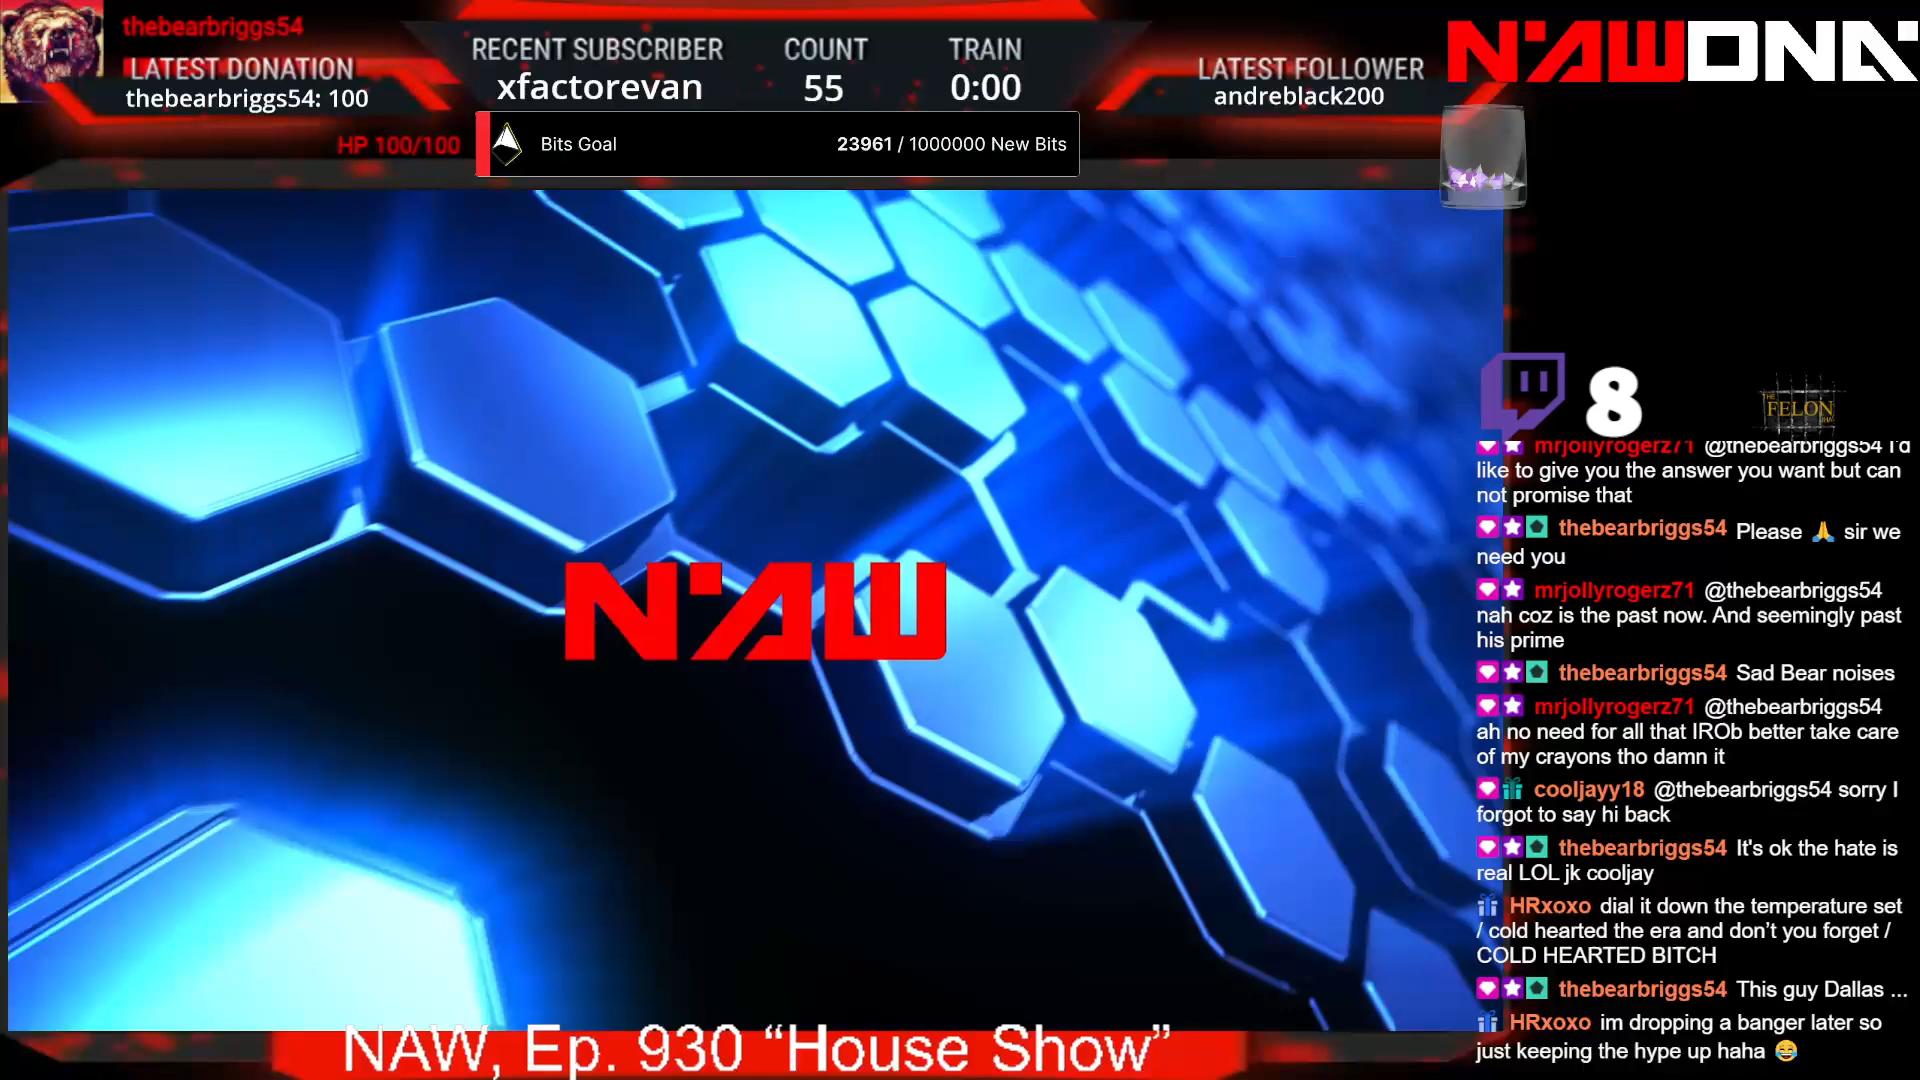 thebearbriggs54
LATEST DONATION
thebearbriggs54: 100
HP 100/100
RECENT SUBSCRIBER
xfactorevan
COUNT
55
TRAIN
0:00
Bits Goal
23961 / 1000000 New Bits
LATEST FOLLOWER
andreblack200
NAWDNA
8
THE
FELON
mrjollyrogerz71 @thebearbriggs54 I'd
like to give you the answer you want but can
not promise that
thebearbriggs54 Please 🙏 sir we
need you
mrjollyrogerz71 @thebearbriggs54
nah coz is the past now. And seemingly past
his prime
thebearbriggs54 Sad Bear noises
mrjollyrogerz71 @thebearbriggs54
ah no need for all that IROb better take care
of my crayons tho damn it
cooljayy18 @thebearbriggs54 sorry I
forgot to say hi back
thebearbriggs54 It's ok the hate is
real LOL jk cooljay
HRxoxo dial it down the temperature set
/ cold hearted the era and don’t you forget /
COLD HEARTED BITCH
thebearbriggs54 This guy Dallas ...
HRxoxo im dropping a banger later so
just keeping the hype up haha 😂
NAW
NAW, Ep. 930 “House Show”